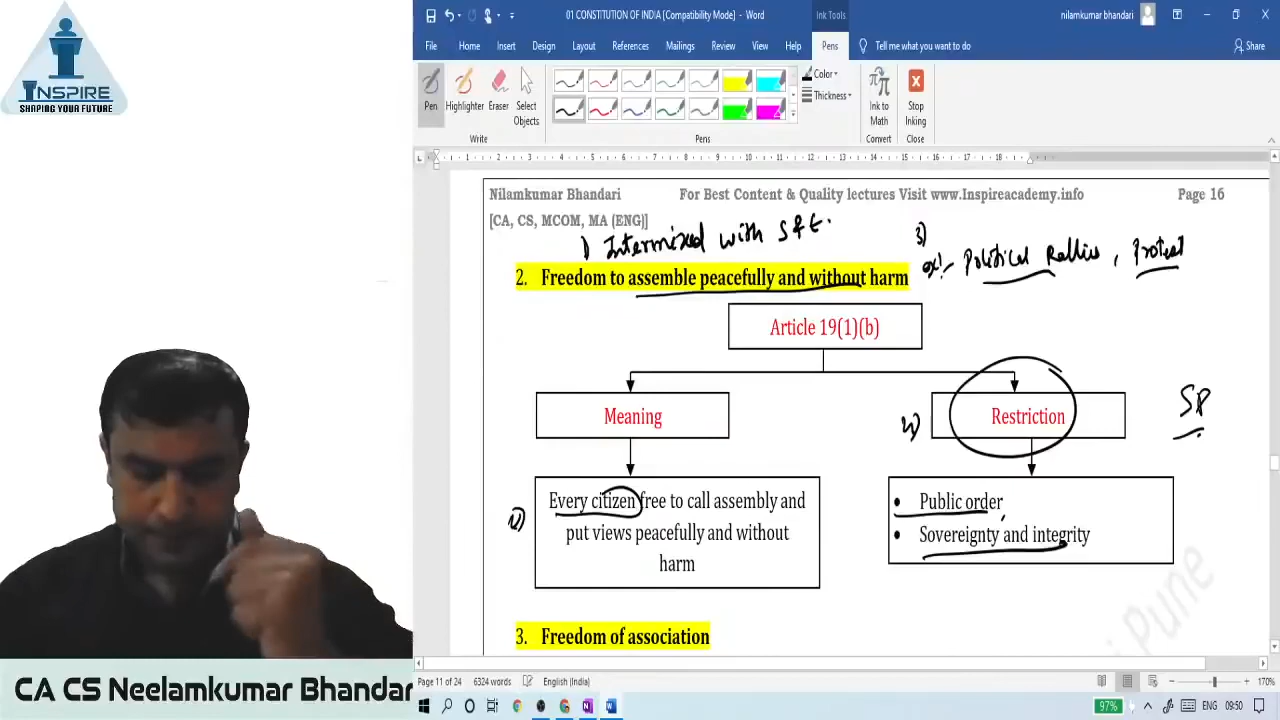 INSPIRE
SHAPING YOUR FUTURE
01 CONSTITUTION OF INDIA [Compatibility Mode] - Word
Ink Tools
nilamkumar bhandari
File Home Insert Design Layout References Mailings Review View Help Pens Tell me what you want to do Share
Pen Highlighter Eraser Select Objects
Color
Thickness
Ink to Math
Stop Inking
Write Pens Convert Close
Nilamkumar Bhandari For Best Content & Quality lectures Visit www.Inspireacademy.info Page 16
[CA, CS, MCOM, MA (ENG)]
1) Intermixed with S & E.
3)
ex:- Political Rallies, Protest
2. Freedom to assemble peacefully and without harm
Article 19(1)(b)
Meaning
Restriction
SP
Every citizen free to call assembly and
put views peacefully and without
harm
• Public order
• Sovereignty and integrity
3. Freedom of association
Pune
CA CS Neelamkumar Bhandar
Page 11 of 24 6324 words English (India) 170%
97% ENG 09:50